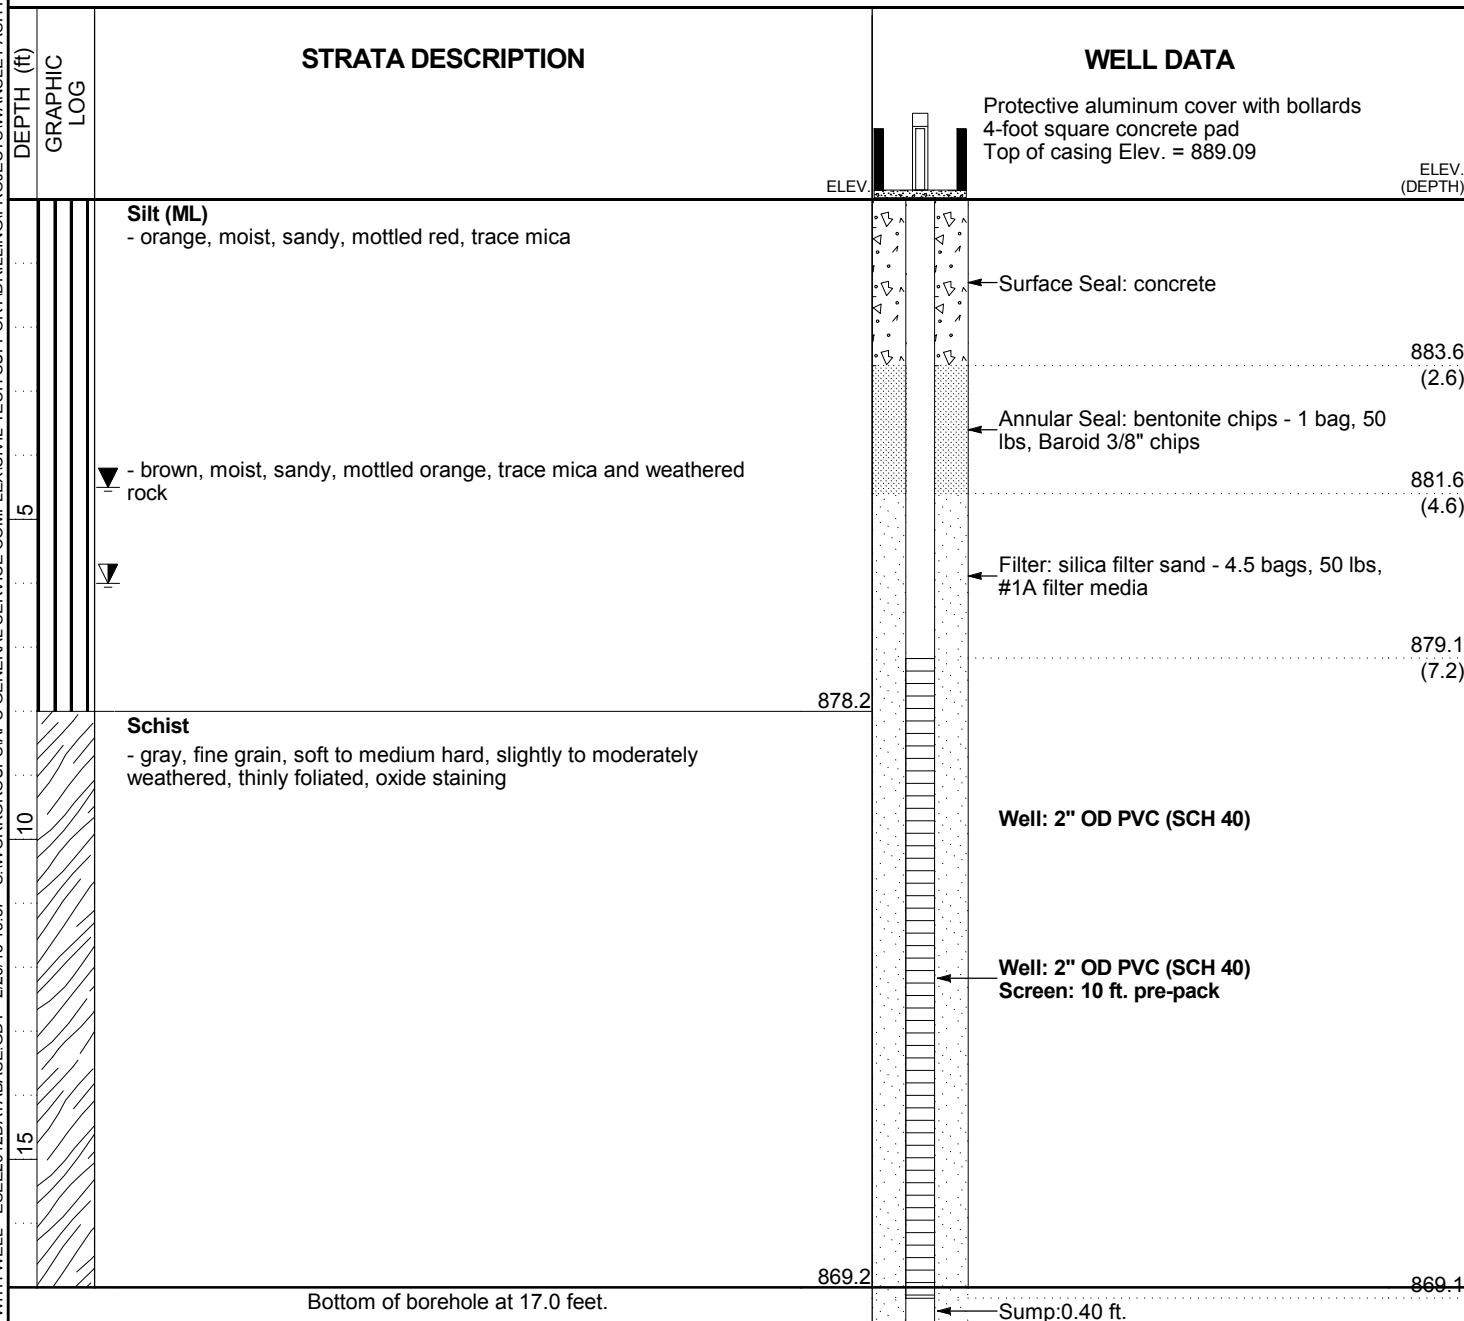 STRATA DESCRIPTION
WELL DATA
DEPTH (ft)
GRAPHIC
LOG
Protective aluminum cover with bollards
4-foot square concrete pad
Top of casing Elev. = 889.09
ELEV.
ELEV.
(DEPTH)
Silt (ML)
- orange, moist, sandy, mottled red, trace mica
Surface Seal: concrete
883.6
(2.6)
Annular Seal: bentonite chips - 1 bag, 50
lbs, Baroid 3/8" chips
- brown, moist, sandy, mottled orange, trace mica and weathered
rock
881.6
(4.6)
5
Filter: silica filter sand - 4.5 bags, 50 lbs,
#1A filter media
879.1
(7.2)
878.2
Schist
- gray, fine grain, soft to medium hard, slightly to moderately
weathered, thinly foliated, oxide staining
10
Well: 2" OD PVC (SCH 40)
Well: 2" OD PVC (SCH 40)
Screen: 10 ft. pre-pack
15
869.2
869.1
Bottom of borehole at 17.0 feet.
Sump:0.40 ft.